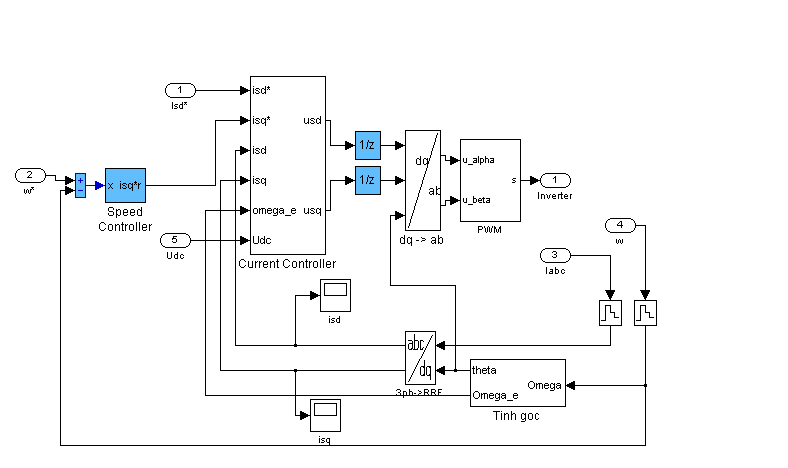 1
Isd*
isd*
isq*
isd
isq
omega_e
Udc
usd
usq
Current Controller
2
w*
+
−
x isq*r
Speed
Controller
5
Udc
1/z
1/z
dq
ab
dq -> ab
u_alpha
u_beta
s
PWM
1
Inverter
4
w
3
Iabc
isd
abc
dq
3ph->RRF
theta
Omega_e
Omega
Tinh goc
isq